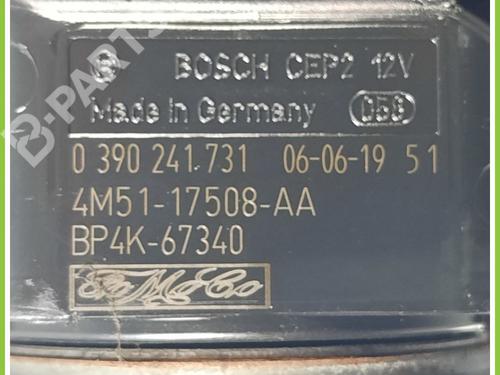 BOSCH CEP2 12V
Made in Germany 058
0 390 241.731 06-06-19 51
4M51-17508-AA
BP4K-67340
FoMoCo
B-PARTS